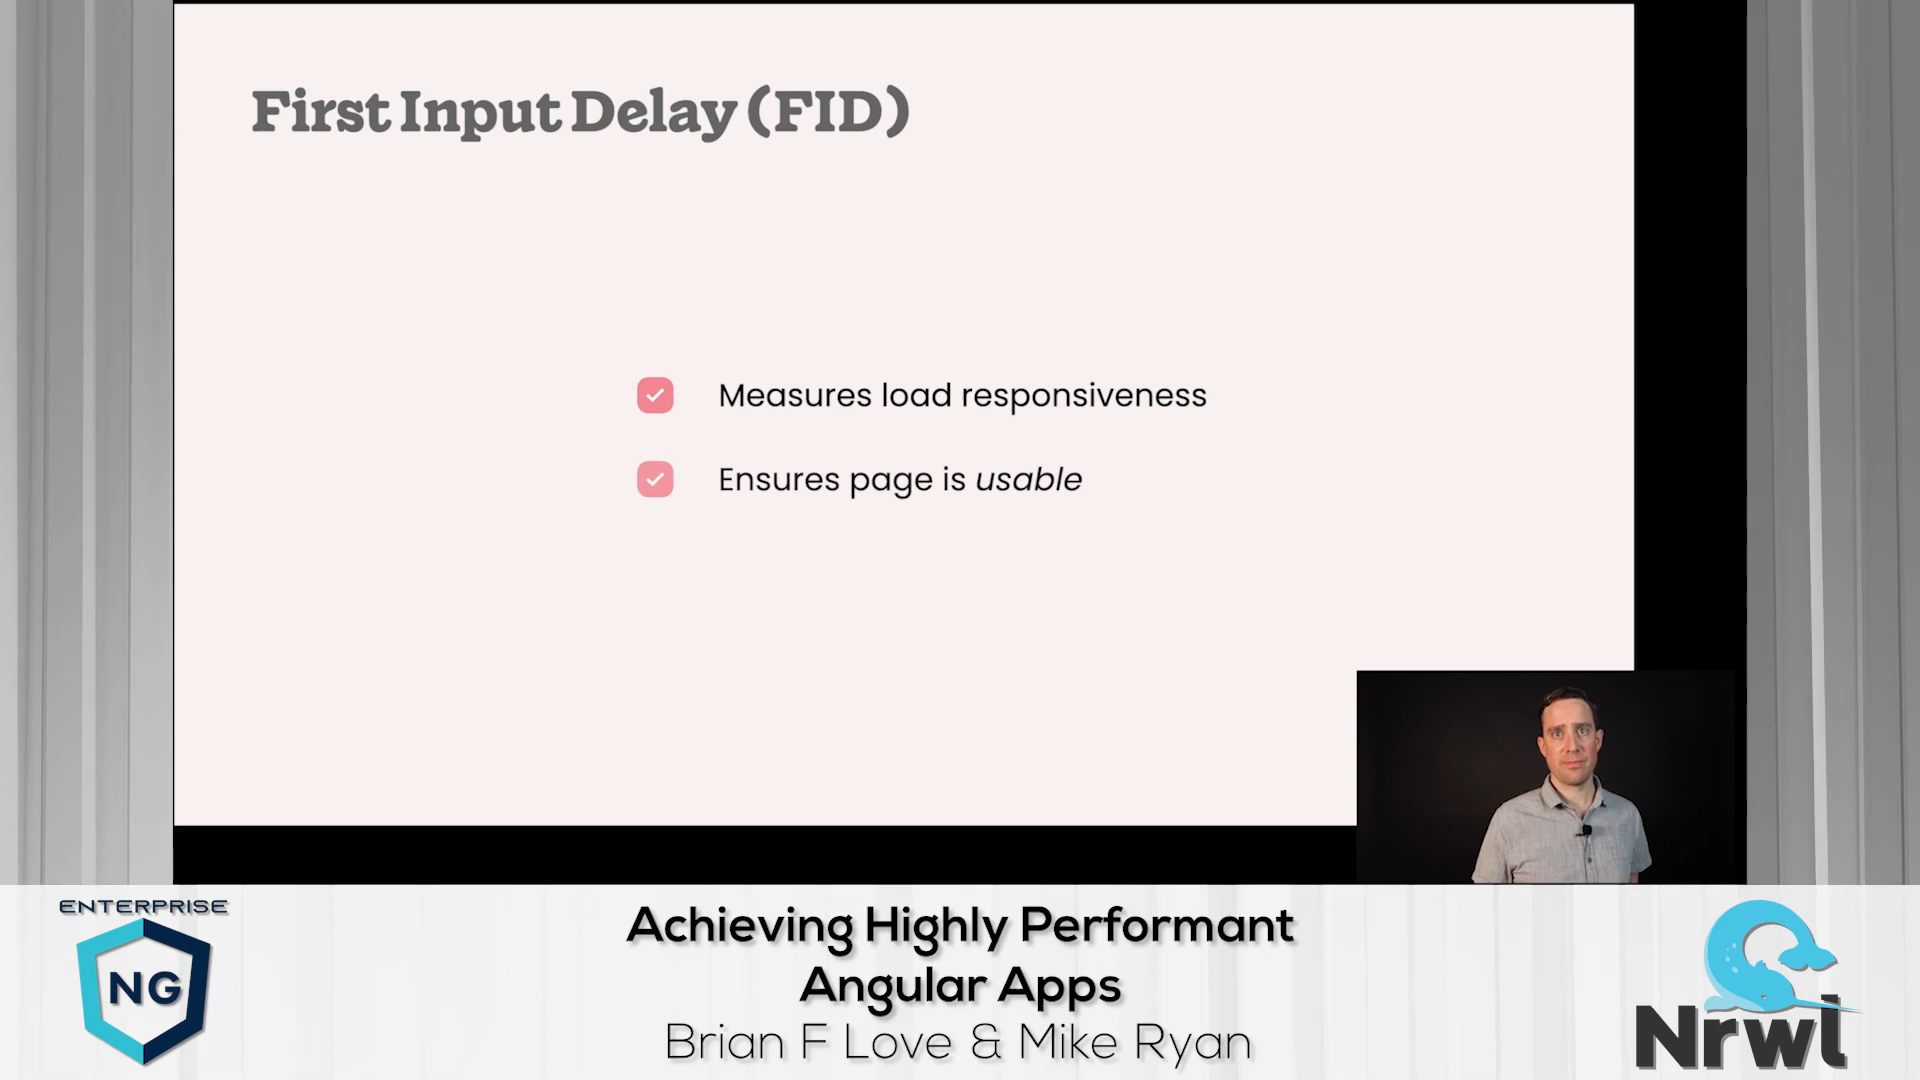 First Input Delay (FID)
Measures load responsiveness
Ensures page is usable
ENTERPRISE
NG
Achieving Highly Performant
Angular Apps
Brian F Love & Mike Ryan
Nrwl